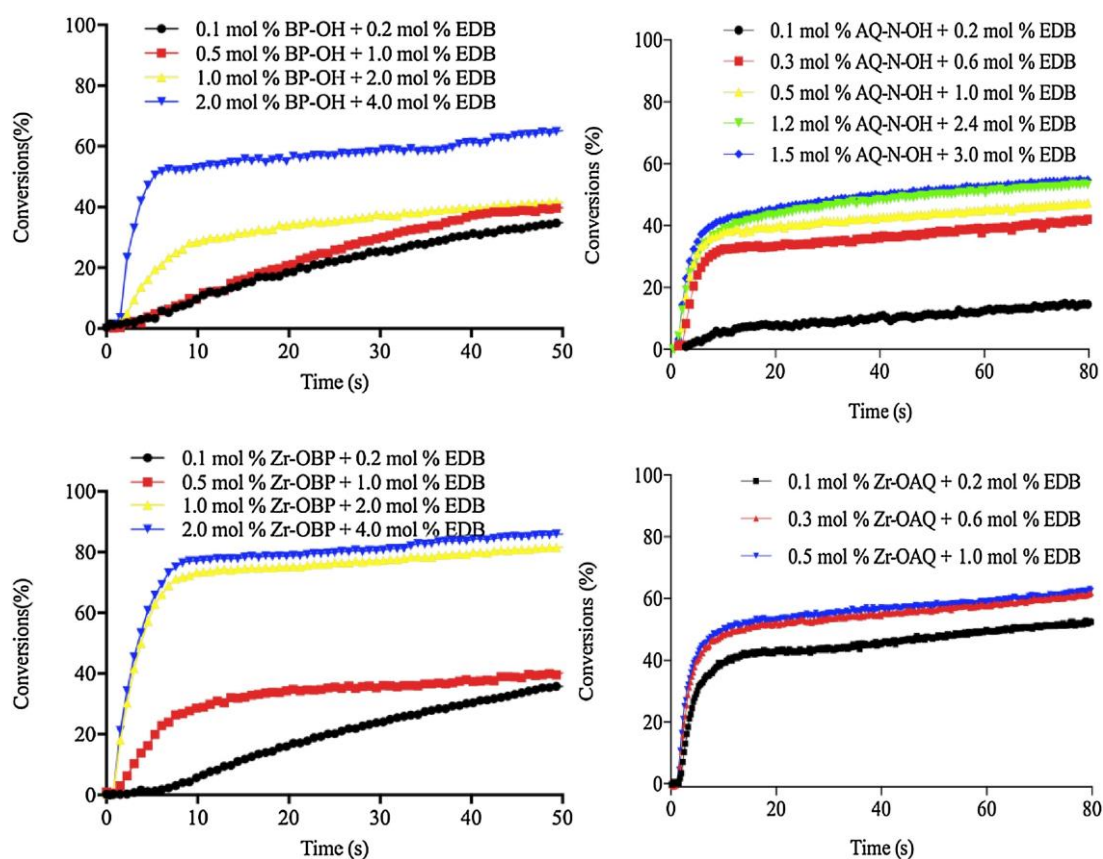 0.1 mol % BP-OH + 0.2 mol % EDB
0.5 mol % BP-OH + 1.0 mol % EDB
1.0 mol % BP-OH + 2.0 mol % EDB
2.0 mol % BP-OH + 4.0 mol % EDB
Conversions(%)
100
80
60
40
20
0
0
10
20
30
40
50
Time (s)
0.1 mol % AQ-N-OH + 0.2 mol % EDB
0.3 mol % AQ-N-OH + 0.6 mol % EDB
0.5 mol % AQ-N-OH + 1.0 mol % EDB
1.2 mol % AQ-N-OH + 2.4 mol % EDB
1.5 mol % AQ-N-OH + 3.0 mol % EDB
Conversions (%)
100
80
60
40
20
0
0
20
40
60
80
Time (s)
0.1 mol % Zr-OBP + 0.2 mol % EDB
0.5 mol % Zr-OBP + 1.0 mol % EDB
1.0 mol % Zr-OBP + 2.0 mol % EDB
2.0 mol % Zr-OBP + 4.0 mol % EDB
Conversions(%)
100
80
60
40
20
0
0
10
20
30
40
50
Time (s)
0.1 mol % Zr-OAQ + 0.2 mol % EDB
0.3 mol % Zr-OAQ + 0.6 mol % EDB
0.5 mol % Zr-OAQ + 1.0 mol % EDB
Conversions (%)
100
80
60
40
20
0
0
20
40
60
80
Time (s)